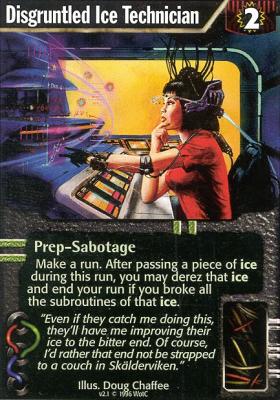 Disgruntled Ice Technician
2
Prep-Sabotage
Make a run. After passing a piece of ice
during this run, you may derez that ice
and end your run if you broke all
the subroutines of that ice.
"Even if they catch me doing this,
they'll have me improving their
ice to the bitter end. Of course,
I'd rather that end not be strapped
to a couch in Skälderviken."
Illus. Doug Chaffee
v2.1 © 1996 WotC